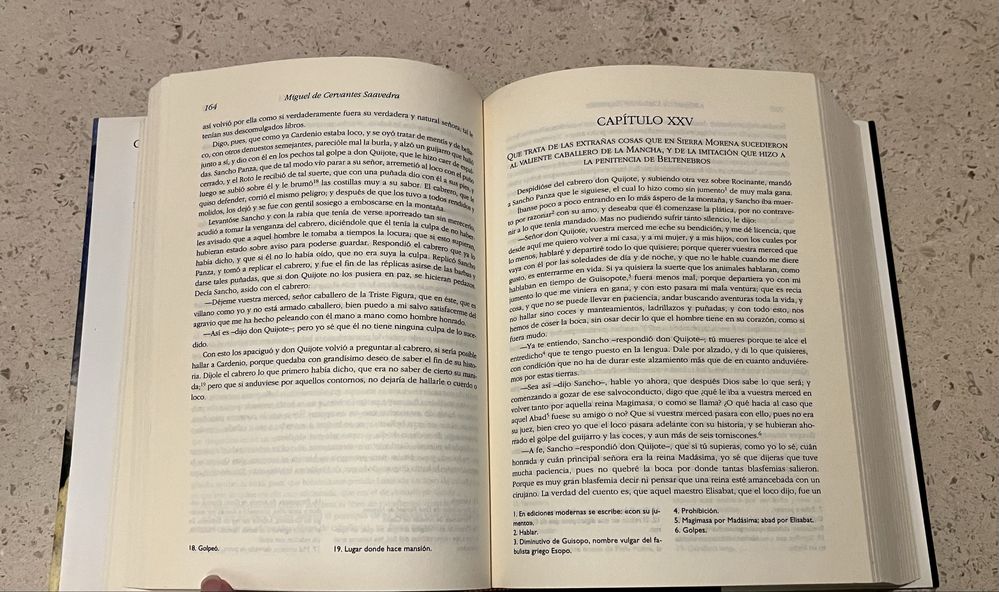 164
Miguel de Cervantes Saavedra
así volvió por ella como si verdaderamente fuera su verdadera y natural señora; tal le
tenían sus descomulgados libros.
Digo, pues, que como ya Cardenio estaba loco, y se oyó tratar de mentís y de bella-
co, con otros denuestos semejantes, parecióle mal la burla, y alzó un guijarro que halló
junto a sí, y dio con él en los pechos tal golpe a don Quijote, que le hizo caer de espal-
das. Sancho Panza, que de tal modo vio parar a su señor, arremetió al loco con el puño
cerrado, y el Roto le recibió de tal suerte, que con una puñada dio con él a sus pies, y
luego se subió sobre él y le brumó18 las costillas muy a su sabor. El cabrero, que le
quiso defender, corrió el mismo peligro; y después de que los tuvo a todos rendidos y
molidos, los dejó y se fue con gentil sosiego a emboscarse en la montaña.
Levantóse Sancho y con la rabia que tenía de verse aporreado tan sin merecerlo,
acudió a tomar la venganza del cabrero, diciéndole que él tenía la culpa de no haber-
les avisado que a aquel hombre le tomaba a tiempos la locura; que si esto supieran,
hubieran estado sobre aviso para poderse guardar. Respondió el cabrero que ya lo
había dicho, y que si él no lo había oído, que no era suya la culpa. Replicó Sancho
Panza, y tornó a replicar el cabrero, y fue el fin de las réplicas asirse de las barbas y
darse tales puñadas, que si don Quijote no los pusiera en paz, se hicieran pedazos.
Decía Sancho, asido con el cabrero:
—Déjeme vuestra merced, señor caballero de la Triste Figura, que en éste, que es
villano como yo y no está armado caballero, bien puedo a mi salvo satisfacerme del
agravio que me ha hecho peleando con él mano a mano como hombre honrado.
—Así es –dijo don Quijote–; pero yo sé que él no tiene ninguna culpa de lo suce-
dido.
Con esto los apaciguó y don Quijote volvió a preguntar al cabrero, si sería posible
hallar a Cardenio, porque quedaba con grandísimo deseo de saber el fin de su histo-
ria. Díjole el cabrero lo que primero había dicho, que era no saber de cierto su mani-
da;19 pero que si anduviese por aquellos contornos, no dejaría de hallarle o cuerdo o
loco.
18. Golpeó.
19. Lugar donde hace mansión.
CAPÍTULO XXV
QUE TRATA DE LAS EXTRAÑAS COSAS QUE EN SIERRA MORENA SUCEDIERON
AL VALIENTE CABALLERO DE LA MANCHA, Y DE LA IMITACIÓN QUE HIZO A
LA PENITENCIA DE BELTENEBROS
Despidióse del cabrero don Quijote, y subiendo otra vez sobre Rocinante, mandó
a Sancho Panza que le siguiese, el cual lo hizo como sin jumento1 de muy mala gana.
Íbanse poco a poco entrando en lo más áspero de la montaña, y Sancho iba muer-
to por razonar2 con su amo, y deseaba que él comenzase la plática, por no contrave-
nir a lo que tenía mandado. Mas no pudiendo sufrir tanto silencio, le dijo:
—Señor don Quijote, vuestra merced me eche su bendición, y me dé licencia, que
desde aquí me quiero volver a mi casa, y a mi mujer, y a mis hijos, con los cuales por
lo menos, hablaré y departiré todo lo que quisiere; porque querer vuestra merced que
vaya con él por las soledades de día y de noche, y que no le hable cuando me diere
gusto, es enterrarme en vida. Si ya quisiera la suerte que los animales hablaran, como
hablaban en tiempo de Guisopete,3 fuera menos mal, porque departiera yo con mi
jumento lo que me viniera en gana, y con esto pasara mi mala ventura; que es recia
cosa, y que no se puede llevar en paciencia, andar buscando aventuras toda la vida, y
no hallar sino coces y manteamientos, ladrillazos y puñadas, y con todo esto, nos
hemos de coser la boca, sin osar decir lo que el hombre tiene en su corazón, como si
fuera mudo.
—Ya te entiendo, Sancho –respondió don Quijote–, tú mueres porque te alce el
entredicho4 que te tengo puesto en la lengua. Dale por alzado, y di lo que quisieres,
con condición que no ha de durar este alzamiento más que de en cuanto anduviére-
mos por estas tierras.
—Sea así –dijo Sancho–, hable yo ahora, que después Dios sabe lo que será; y
comenzando a gozar de ese salvoconducto, digo que ¿qué le iba a vuestra merced en
volver tanto por aquella reina Magimasa, o como se llama? ¿O qué hacía al caso que
aquel Abad5 fuese su amigo o no? Que si vuestra merced pasara con ello, pues no era
su juez, bien creo yo que el loco pasara adelante con su historia, y se hubieran aho-
rrado el golpe del guijarro y las coces, y aun más de seis torniscones.6
—A fe, Sancho –respondió don Quijote–; que si tú supieras, como yo lo sé, cuán
honrada y cuán principal señora era la reina Madásima, yo sé que dijeras que tuve
mucha paciencia, pues no quebré la boca por donde tantas blasfemias salieron.
Porque es muy grán blasfemia decir ni pensar que una reina esté amancebada con un
cirujano. La verdad del cuento es, que aquel maestro Elisabat, que el loco dijo, fue un
1. En ediciones modernas se escribe: «con su ju-
mento».
2. Hablar.
3. Diminutivo de Guisopo, nombre vulgar del fa-
bulista griego Esopo.
4. Prohibición.
5. Magimasa por Madásima; abad por Elisabat.
6. Golpes.